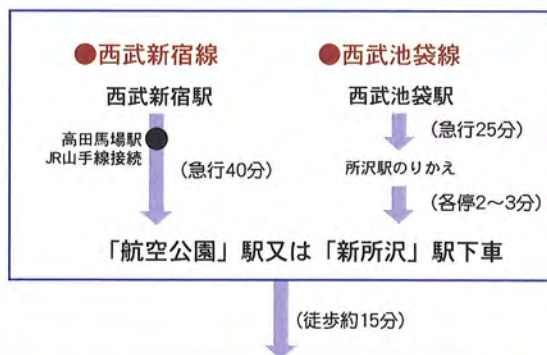 ●西武新宿線
西武新宿駅
高田馬場駅
JR山手線接続
(急行40分)
●西武池袋線
西武池袋駅
(急行25分)
所沢駅のりかえ
(各停2〜3分)
「航空公園」駅又は「新所沢」駅下車
(徒歩約15分)